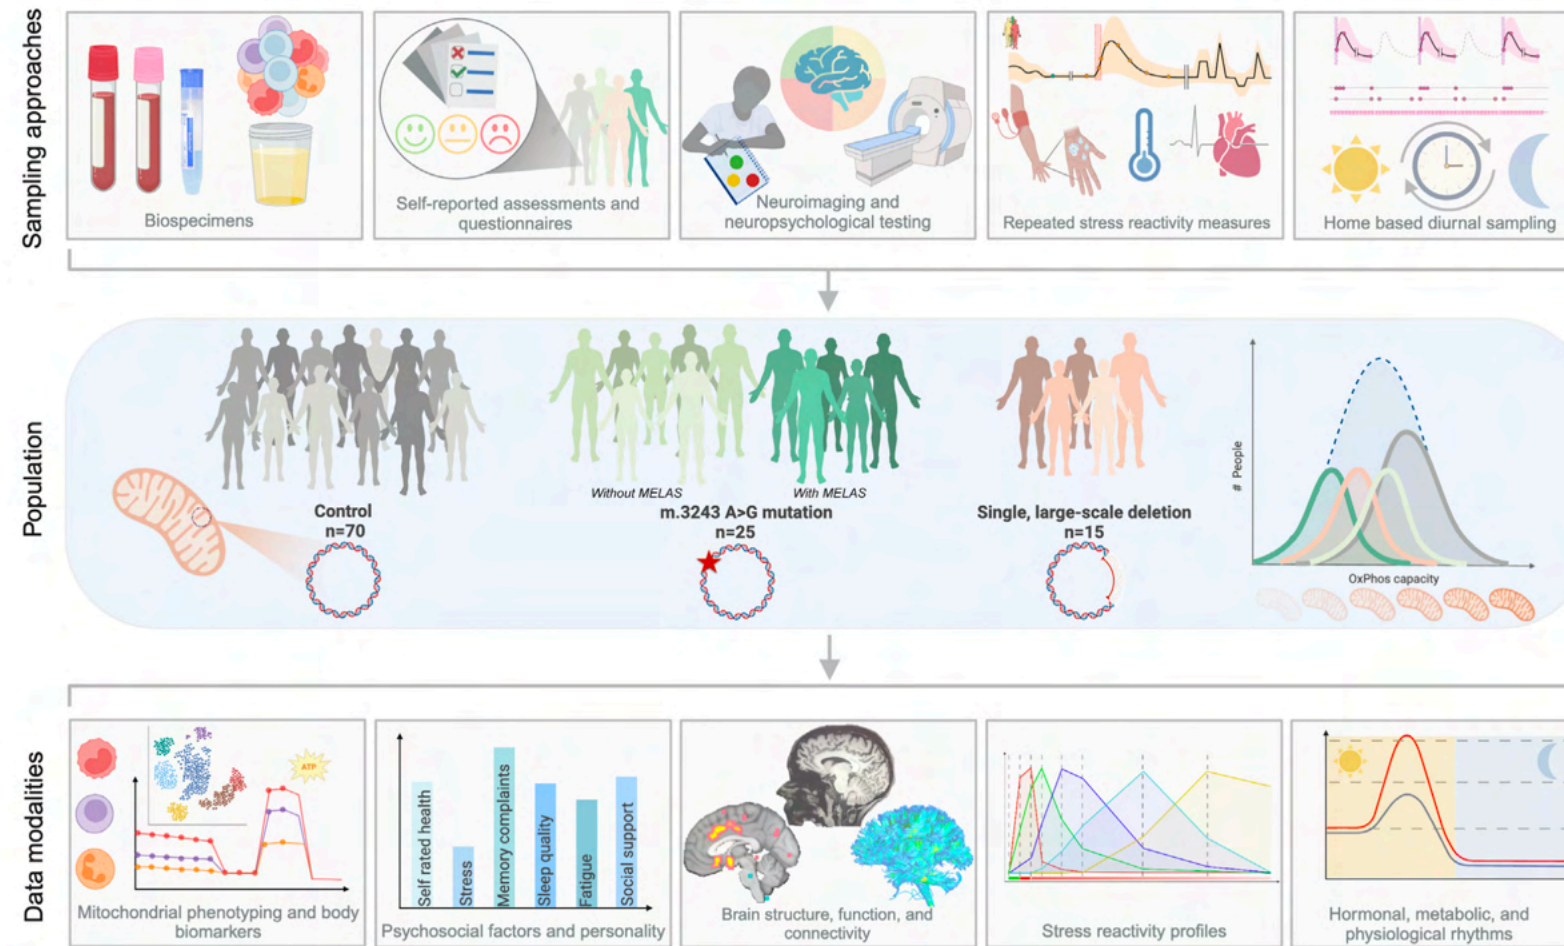 Sampling approaches
Biospecimens
Self-reported assessments and
questionnaires
Neuroimaging and
neuropsychological testing
Repeated stress reactivity measures
Home based diurnal sampling
Population
Control
n=70
Without MELAS
With MELAS
m.3243 A>G mutation
n=25
Single, large-scale deletion
n=15
# People
OxPhos capacity
Data modalities
ATP
Mitochondrial phenotyping and body
biomarkers
Self rated health
Stress
Memory complaints
Sleep quality
Fatigue
Social support
Psychosocial factors and personality
Brain structure, function, and
connectivity
Stress reactivity profiles
Hormonal, metabolic, and
physiological rhythms